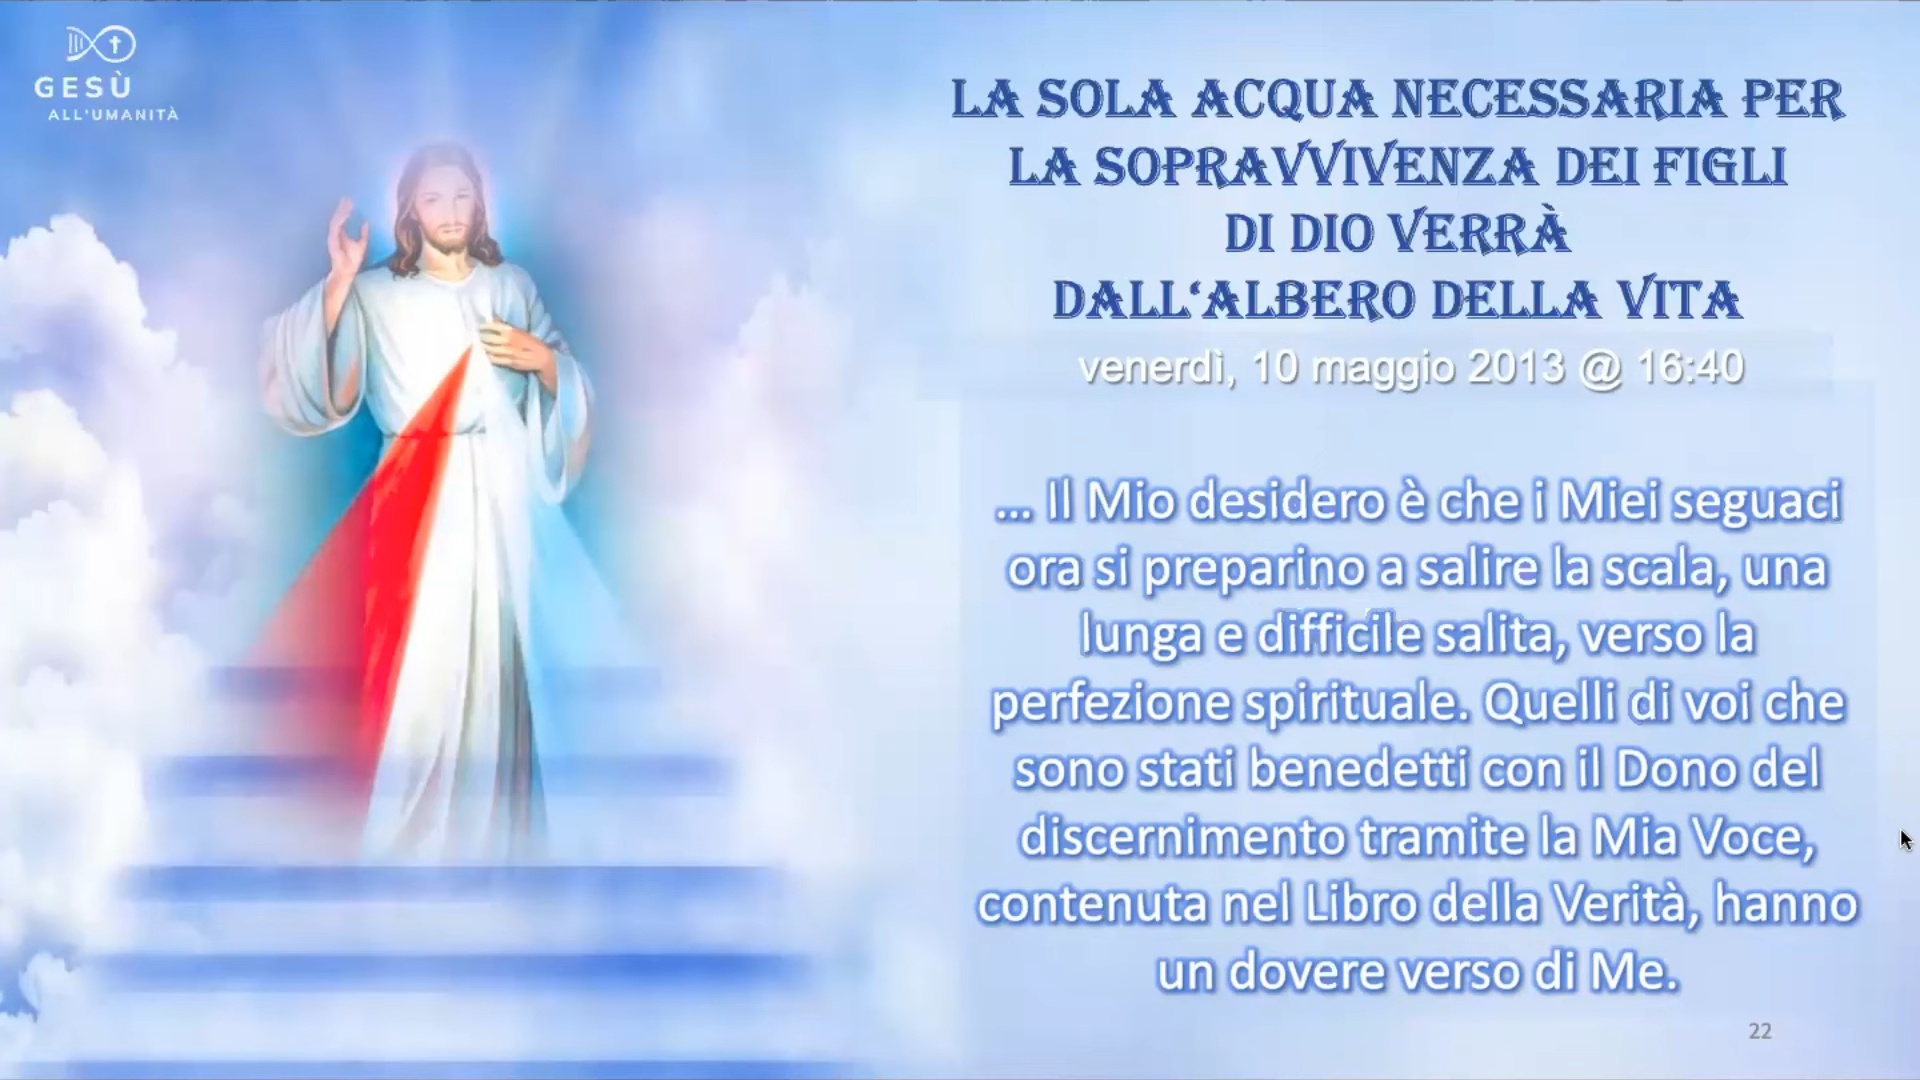 GESÙ
ALL'UMANITÀ
LA SOLA ACQUA NECESSARIA PER
LA SOPRAVVIVENZA DEI FIGLI
DI DIO VERRÀ
DALL‘ALBERO DELLA VITA
venerdì, 10 maggio 2013 @ 16:40
... Il Mio desidero è che i Miei seguaci
ora si preparino a salire la scala, una
lunga e difficile salita, verso la
perfezione spirituale. Quelli di voi che
sono stati benedetti con il Dono del
discernimento tramite la Mia Voce,
contenuta nel Libro della Verità, hanno
un dovere verso di Me.
22